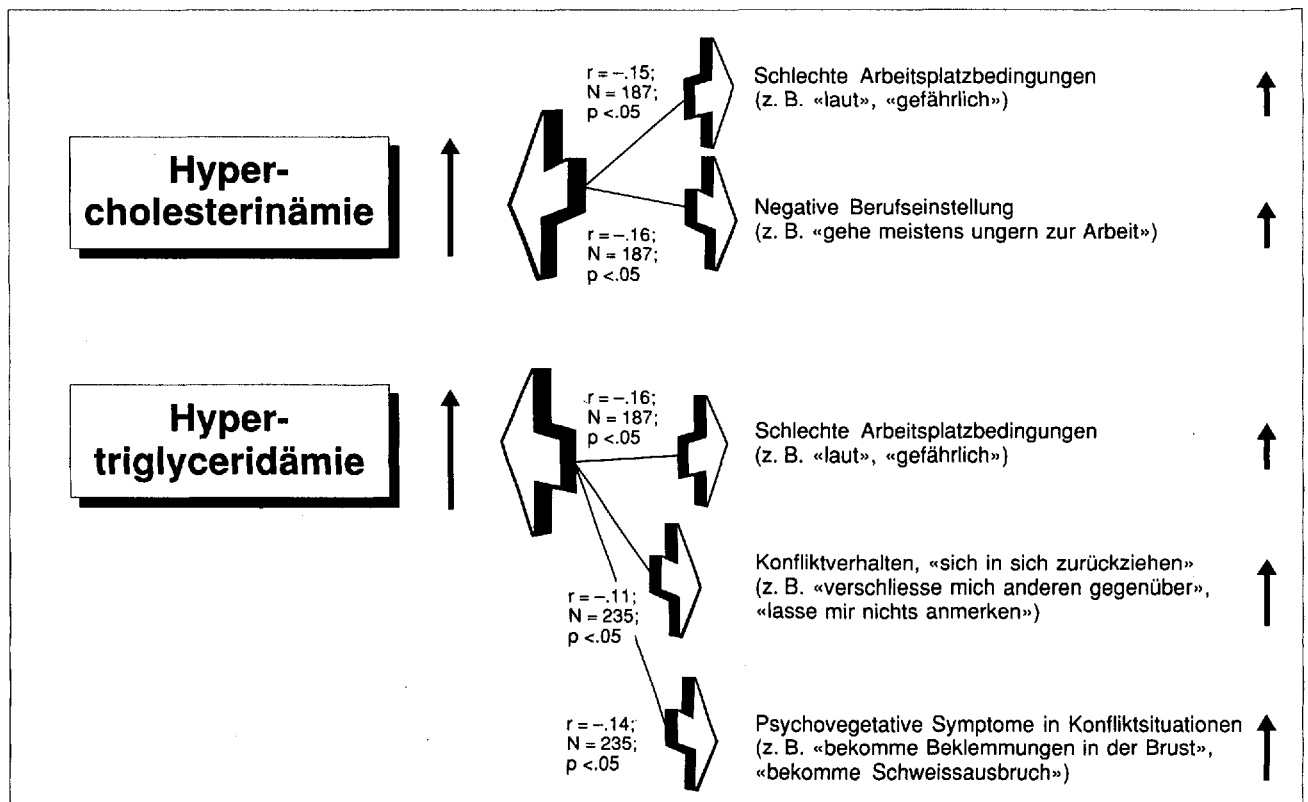 r = –.15;
N = 187;
p <.05
Schlechte Arbeitsplatzbedingungen
(z. B. «laut», «gefährlich»)
Hyper-
cholesterinämie
r = –.16;
N = 187;
p <.05
Negative Berufseinstellung
(z. B. «gehe meistens ungern zur Arbeit»)
Hyper-
triglyceridämie
r = –.16;
N = 187;
p <.05
Schlechte Arbeitsplatzbedingungen
(z. B. «laut», «gefährlich»)
r = –.11;
N = 235;
p <.05
Konfliktverhalten, «sich in sich zurückziehen»
(z. B. «verschliesse mich anderen gegenüber»,
«lasse mir nichts anmerken»)
r = –.14;
N = 235;
p <.05
Psychovegetative Symptome in Konfliktsituationen
(z. B. «bekomme Beklemmungen in der Brust»,
«bekomme Schweissausbruch»)